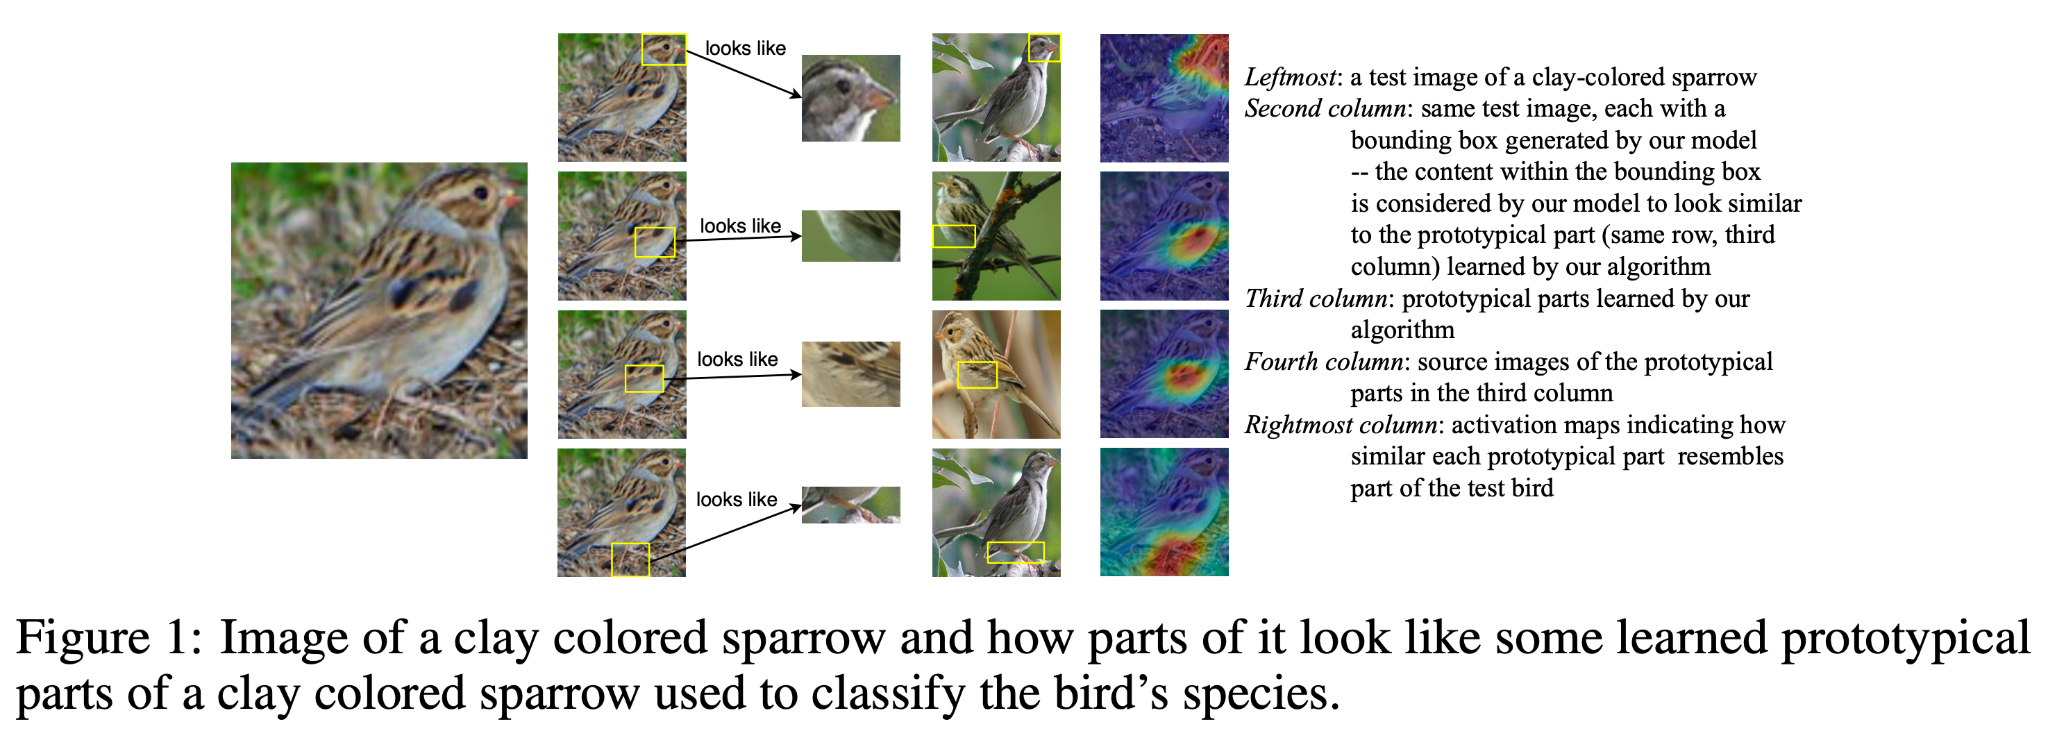 looks like
looks like
looks like
looks like
Leftmost: a test image of a clay-colored sparrow
Second column: same test image, each with a
bounding box generated by our model
-- the content within the bounding box
is considered by our model to look similar
to the prototypical part (same row, third
column) learned by our algorithm
Third column: prototypical parts learned by our
algorithm
Fourth column: source images of the prototypical
parts in the third column
Rightmost column: activation maps indicating how
similar each prototypical part resembles
part of the test bird
Figure 1: Image of a clay colored sparrow and how parts of it look like some learned prototypical
parts of a clay colored sparrow used to classify the bird's species.